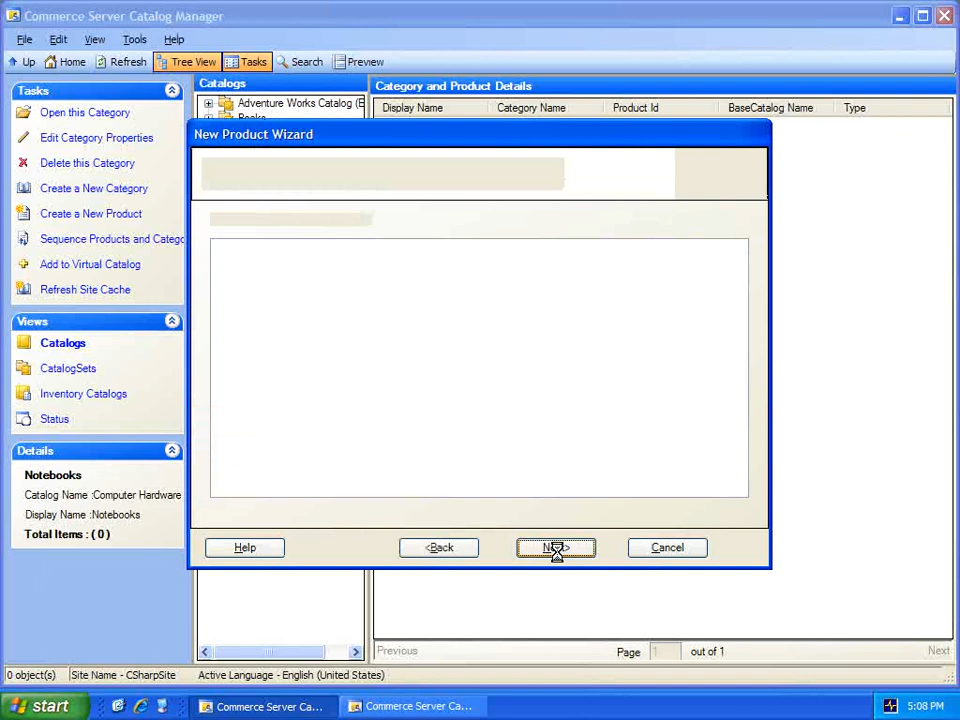 Commerce Server Catalog Manager
File Edit View Tools Help
Up Home Refresh Tree View Tasks Search Preview
Tasks
Open this Category
Edit Category Properties
Delete this Category
Create a New Category
Create a New Product
Sequence Products and Catego
Add to Virtual Catalog
Refresh Site Cache
Views
Catalogs
CatalogSets
Inventory Catalogs
Status
Details
Notebooks
Catalog Name :Computer Hardware
Display Name :Notebooks
Total Items : ( 0 )
Catalogs
Adventure Works Catalog (E
Category and Product Details
Display Name Category Name Product Id BaseCatalog Name Type
New Product Wizard
Help <Back Cancel
Previous Page 1 out of 1 Next
0 object(s) Site Name - CSharpSite Active Language - English (United States)
start Commerce Server Ca... Commerce Server Ca... 5:08 PM